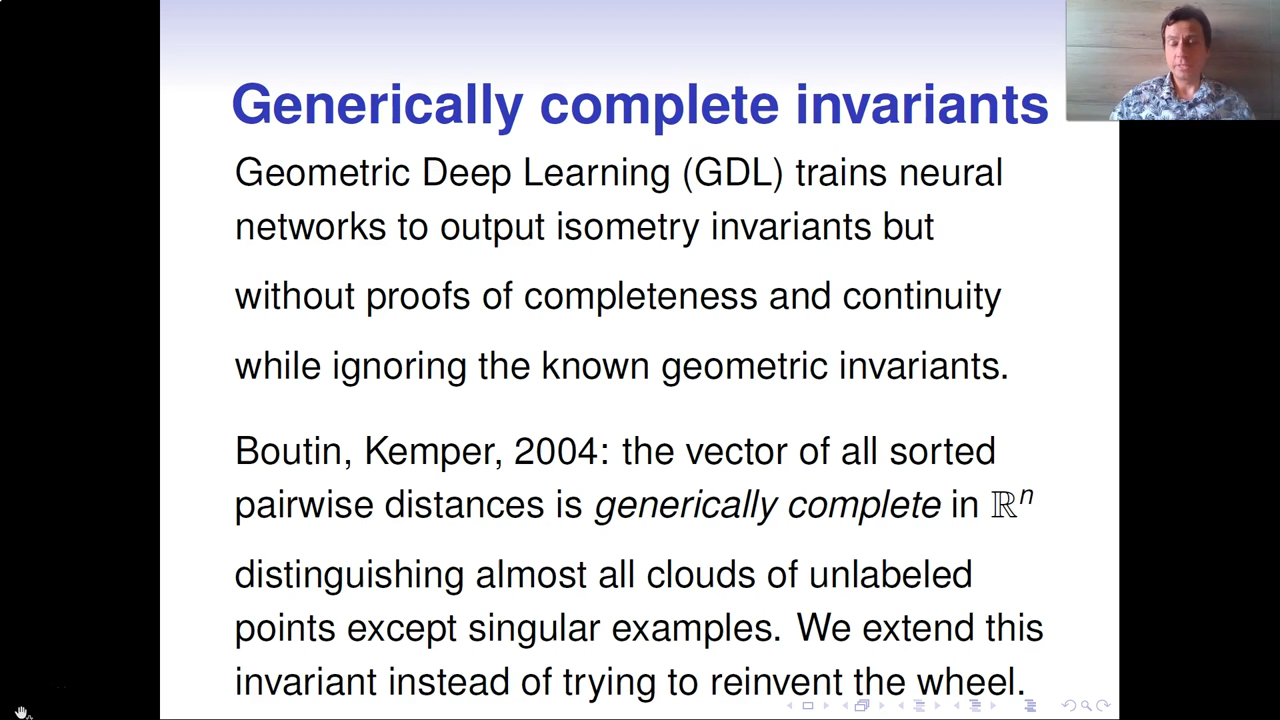 Generically complete invariants
Geometric Deep Learning (GDL) trains neural
networks to output isometry invariants but
without proofs of completeness and continuity
while ignoring the known geometric invariants.
Boutin, Kemper, 2004: the vector of all sorted
pairwise distances is generically complete in ℝⁿ
distinguishing almost all clouds of unlabeled
points except singular examples. We extend this
invariant instead of trying to reinvent the wheel.